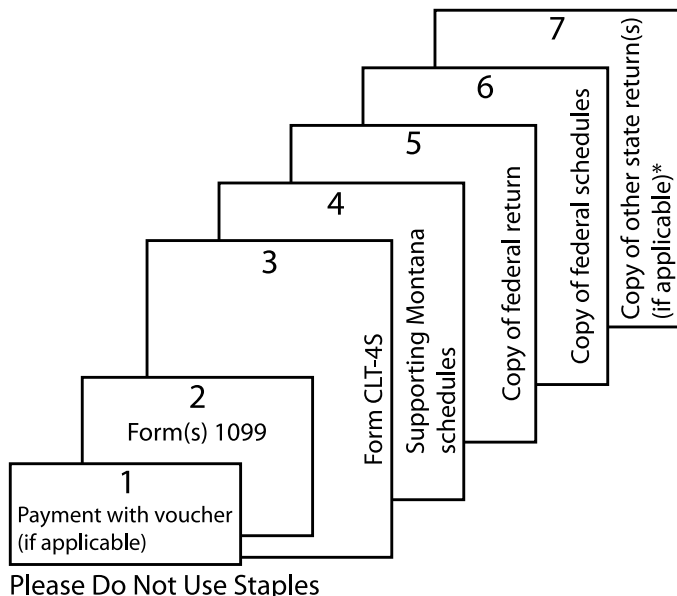 1
Payment with voucher
(if applicable)
2
Form(s) 1099
3
Form CLT-4S
4
Supporting Montana
schedules
5
Copy of federal return
6
Copy of federal schedules
7
Copy of other state return(s)
(if applicable)*
Please Do Not Use Staples